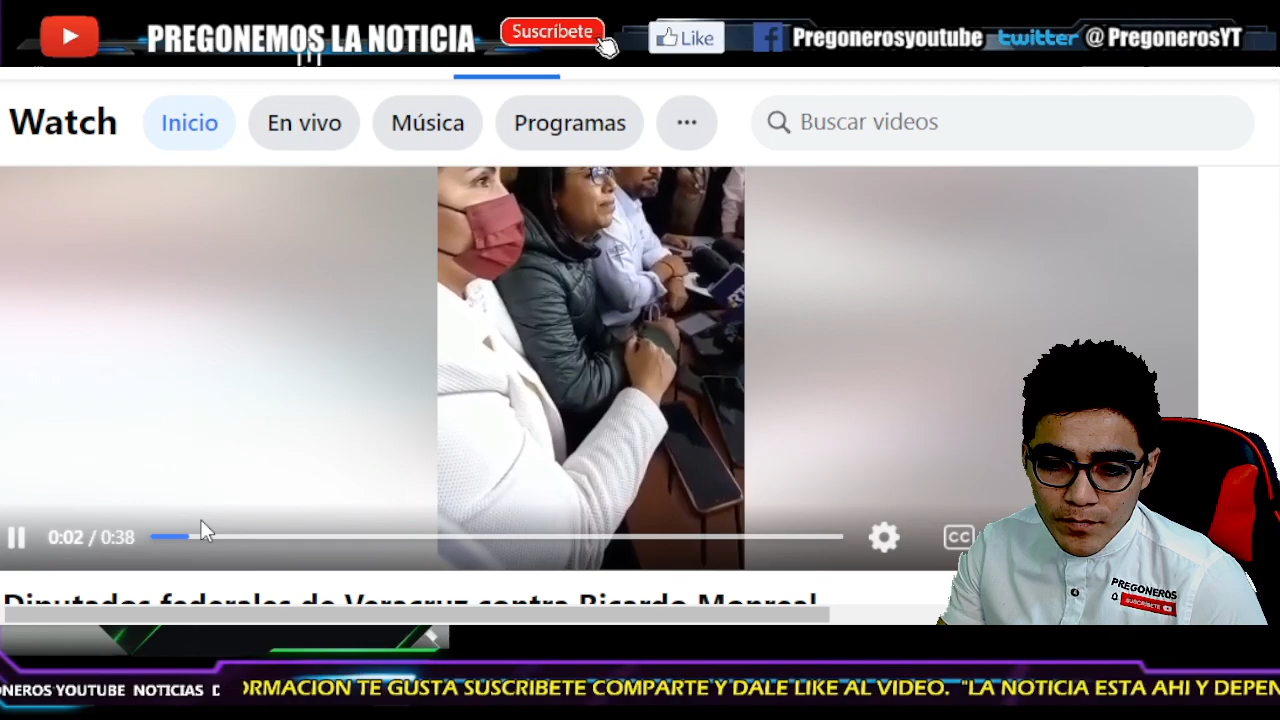 PREGONEMOS LA NOTICIA
Suscríbete
Like
Pregonerosyoutube
twitter @PregonerosYT
Watch
Inicio
En vivo
Música
Programas
Buscar videos
0:02 / 0:38
CC
Diputados federales de Veracruz contra Ricardo Monreal
PREGONEROS
SUSCRÍBETE
NEROS YOUTUBE NOTICIAS
ORMACION TE GUSTA SUSCRIBETE COMPARTE Y DALE LIKE AL VIDEO. "LA NOTICIA ESTA AHI Y DEPEN